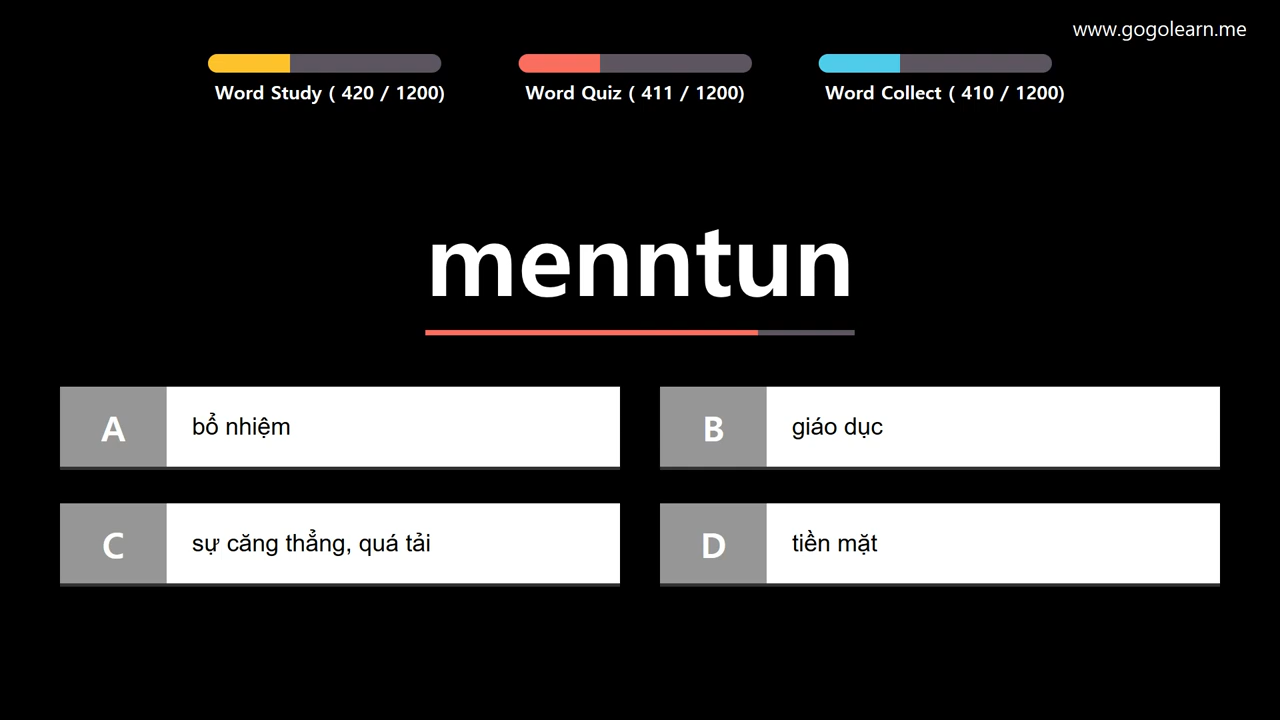 www.gogolearn.me
Word Study ( 420 / 1200)
Word Quiz ( 411 / 1200)
Word Collect ( 410 / 1200)
menntun
A
bổ nhiệm
B
giáo dục
C
sự căng thẳng, quá tải
D
tiền mặt